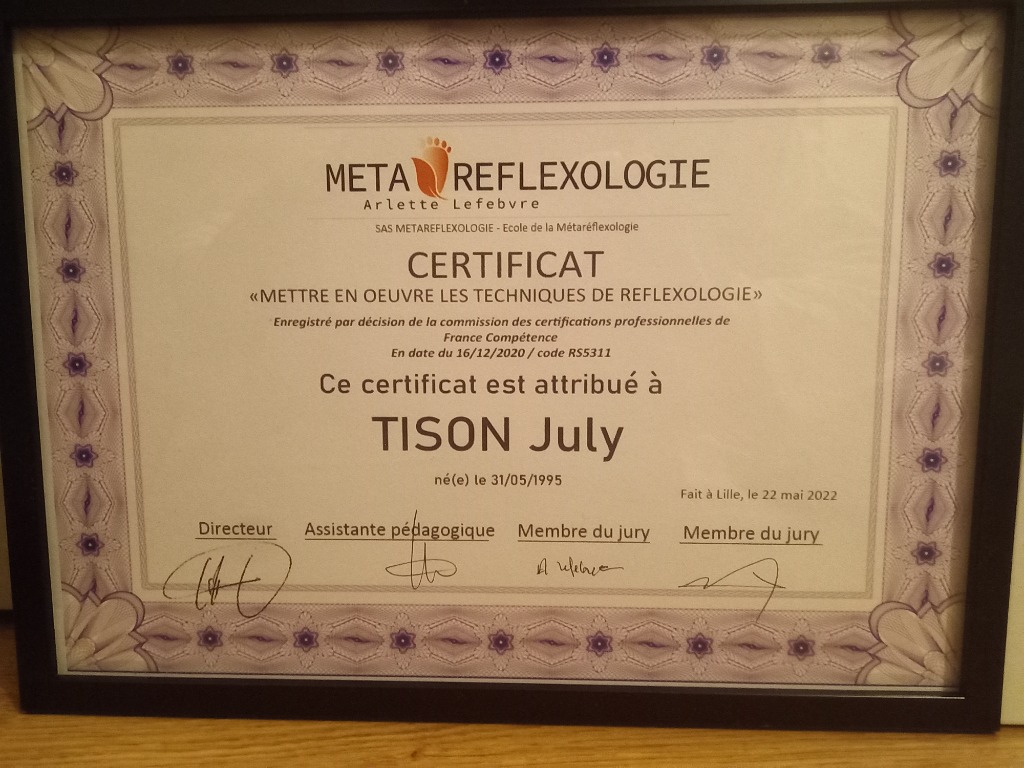 META REFLEXOLOGIE
Arlette Lefebvre
SAS METAREFLEXOLOGIE - Ecole de la Métaréflexologie
CERTIFICAT
«METTRE EN OEUVRE LES TECHNIQUES DE REFLEXOLOGIE»
Enregistré par décision de la commission des certifications professionnelles de
France Compétence
En date du 16/12/2020 / code RS5311
Ce certificat est attribué à
TISON July
né(e) le 31/05/1995
Fait à Lille, le 22 mai 2022
Directeur Assistante pédagogique Membre du jury Membre du jury